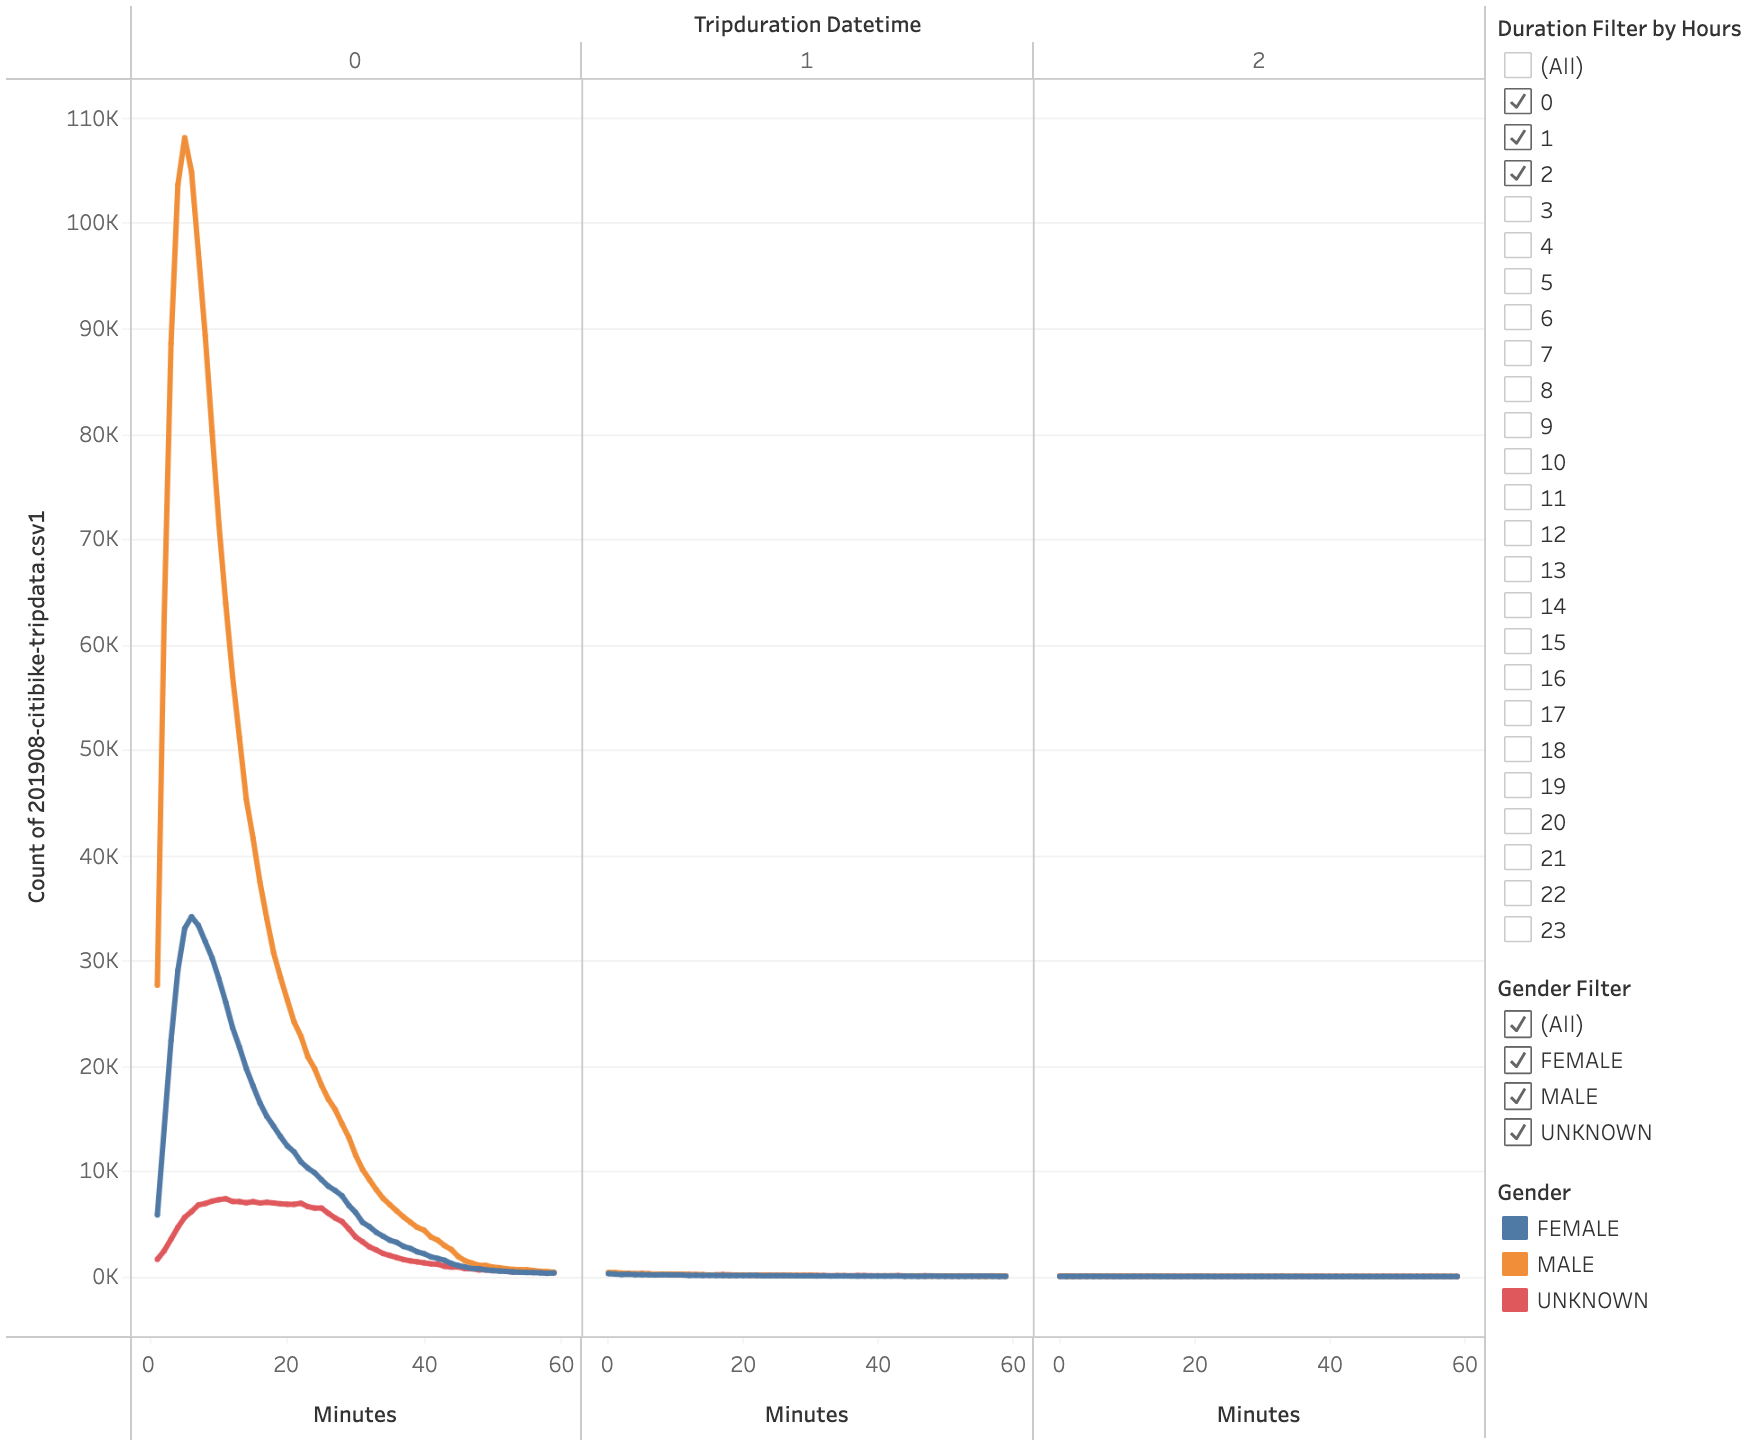 Tripduration Datetime
0 1 2
110K
100K
90K
80K
70K
60K
50K
40K
30K
20K
10K
0K
Count of 201908-citibike-tripdata.csv1
0 20 40 60 0 20 40 60 0 20 40 60
Minutes Minutes Minutes
Duration Filter by Hours
(All)
0
1
2
3
4
5
6
7
8
9
10
11
12
13
14
15
16
17
18
19
20
21
22
23
Gender Filter
(All)
FEMALE
MALE
UNKNOWN
Gender
FEMALE
MALE
UNKNOWN